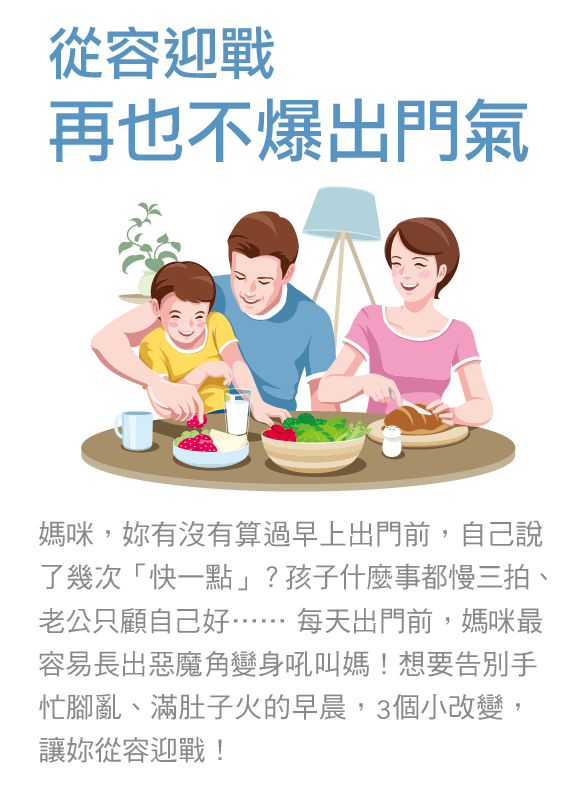 從容迎戰
再也不爆出門氣
媽咪，妳有沒有算過早上出門前，自己說
了幾次「快一點」？孩子什麼事都慢三拍、
老公只顧自己好⋯⋯ 每天出門前，媽咪最
容易長出惡魔角變身吼叫媽！想要告別手
忙腳亂、滿肚子火的早晨，3個小改變，
讓妳從容迎戰！